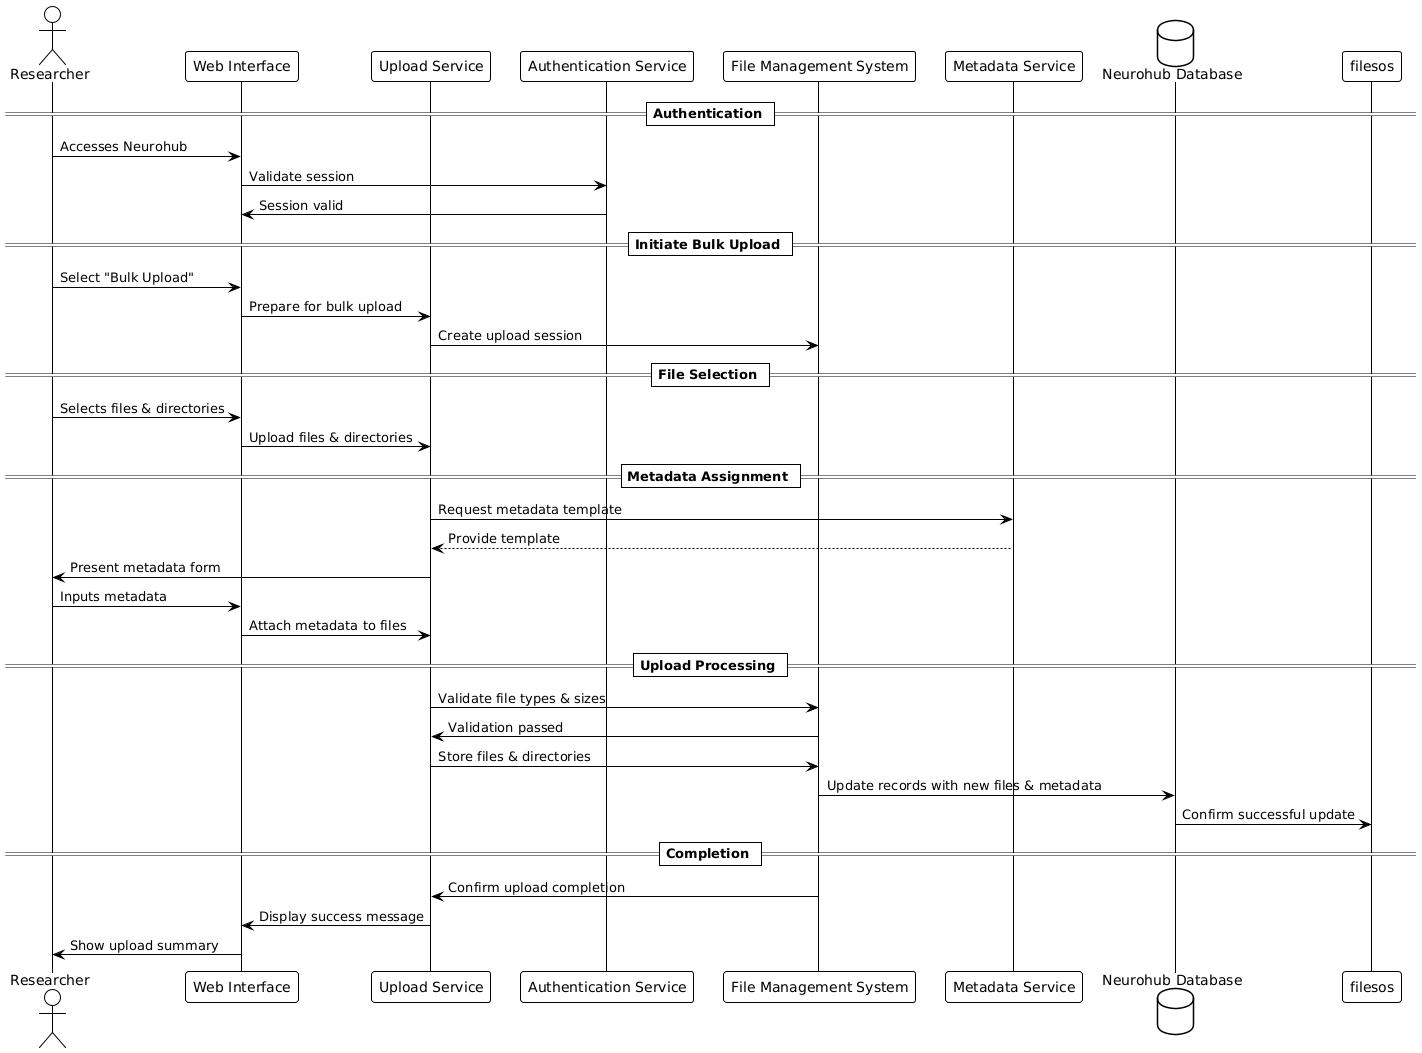 Researcher
Web Interface
Upload Service
Authentication Service
File Management System
Metadata Service
Neurohub Database
filesos
Authentication
Accesses Neurohub
Validate session
Session valid
Initiate Bulk Upload
Select "Bulk Upload"
Prepare for bulk upload
Create upload session
File Selection
Selects files & directories
Upload files & directories
Metadata Assignment
Request metadata template
Provide template
Present metadata form
Inputs metadata
Attach metadata to files
Upload Processing
Validate file types & sizes
Validation passed
Store files & directories
Update records with new files & metadata
Confirm successful update
Completion
Confirm upload completion
Display success message
Show upload summary
Researcher
Web Interface
Upload Service
Authentication Service
File Management System
Metadata Service
Neurohub Database
filesos